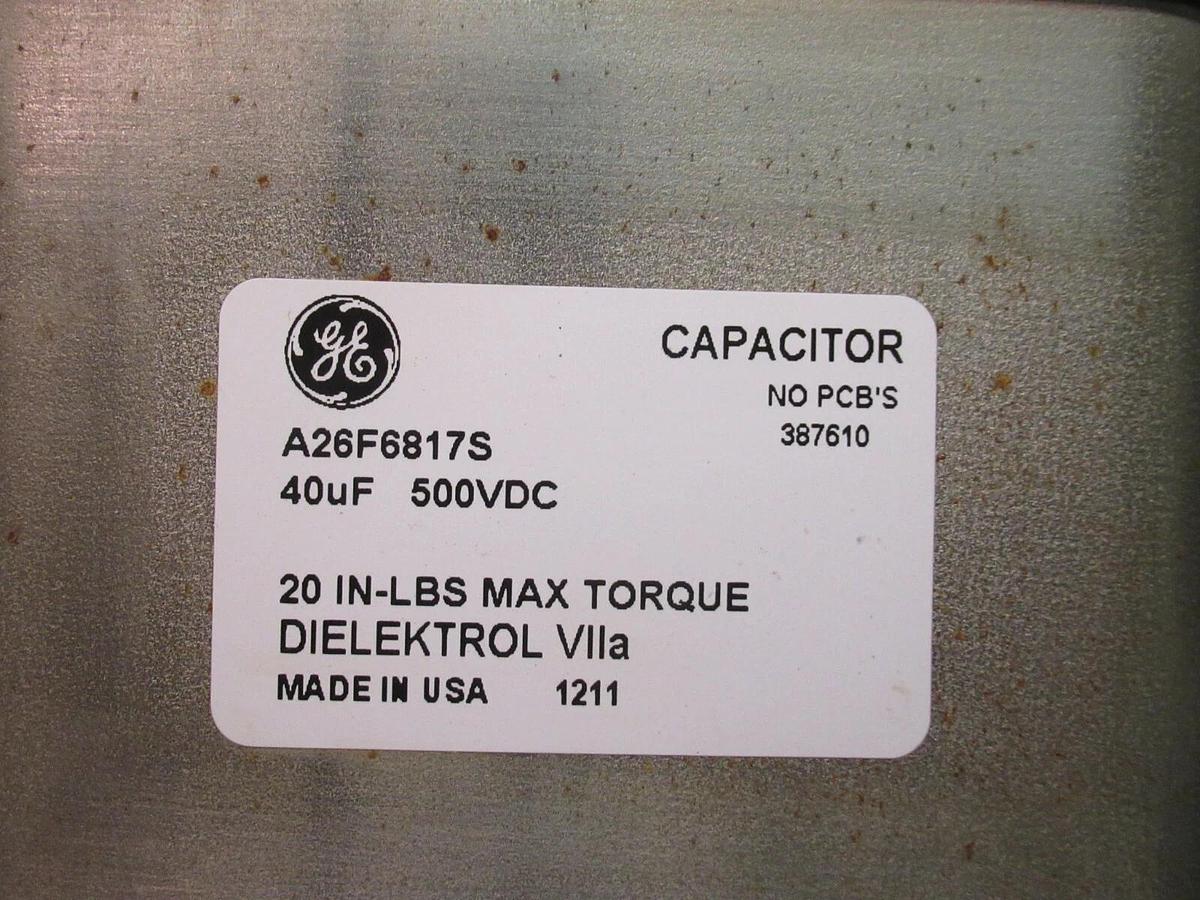 GE
CAPACITOR
NO PCB'S
387610
A26F6817S
40uF 500VDC
20 IN-LBS MAX TORQUE
DIELEKTROL VIIa
MADE IN USA 1211